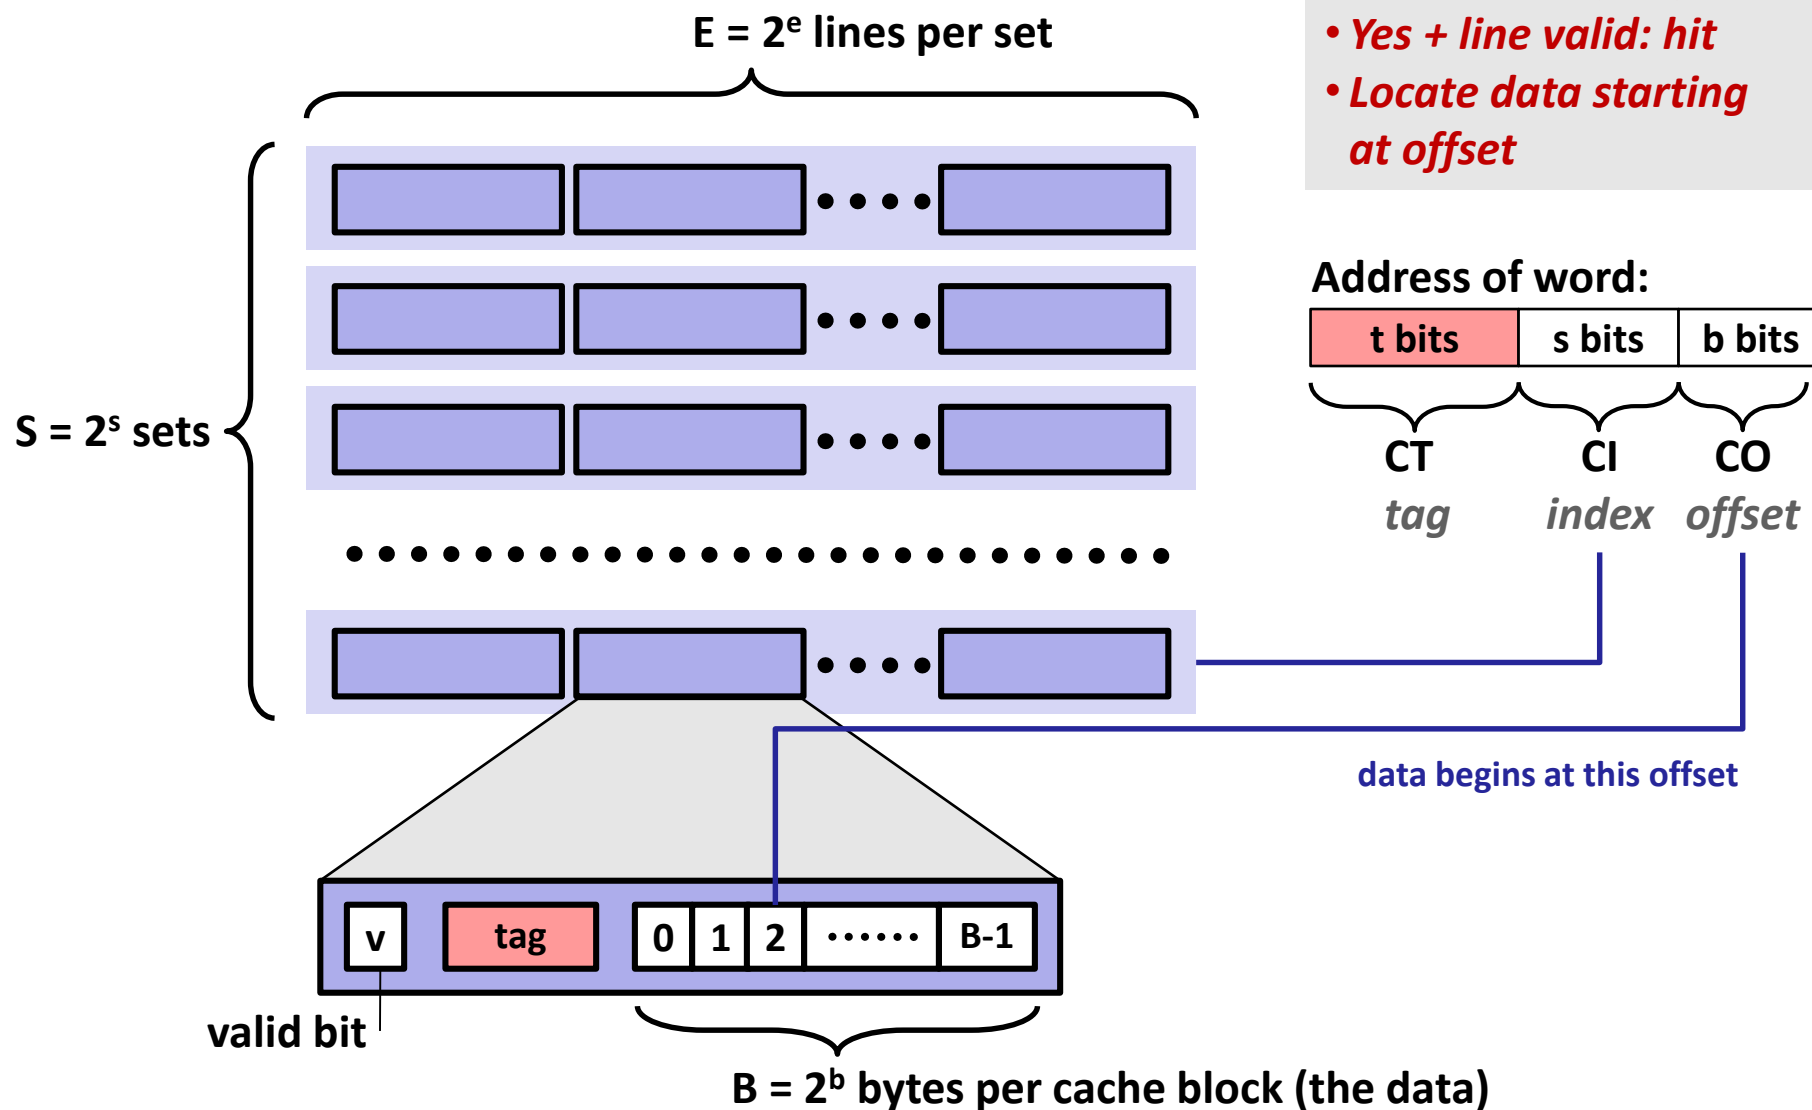 E = 2ᵉ lines per set
• Yes + line valid: hit
• Locate data starting
at offset
Address of word:
t bits s bits b bits
S = 2ˢ sets
CT CI CO
tag index offset
data begins at this offset
v tag 0 1 2 ······ B-1
valid bit
B = 2ᵇ bytes per cache block (the data)